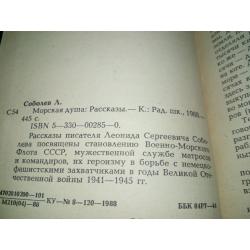 Соболев Л.
С54 Морская душа: Рассказы.— К.: Рад. шк., 1988.—
445 с.
ISBN 5—330—00285—0.
Рассказы писателя Леонида Сергеевича Собо-
лева посвящены становлению Военно-Морского
Флота СССР, мужественной службе матросов
и командиров, их героизму в борьбе с немецко-
фашистскими захватчиками в годы Великой Оте-
чественной войны 1941—1945 гг.
КУ—№ 8—120—1988
ББК